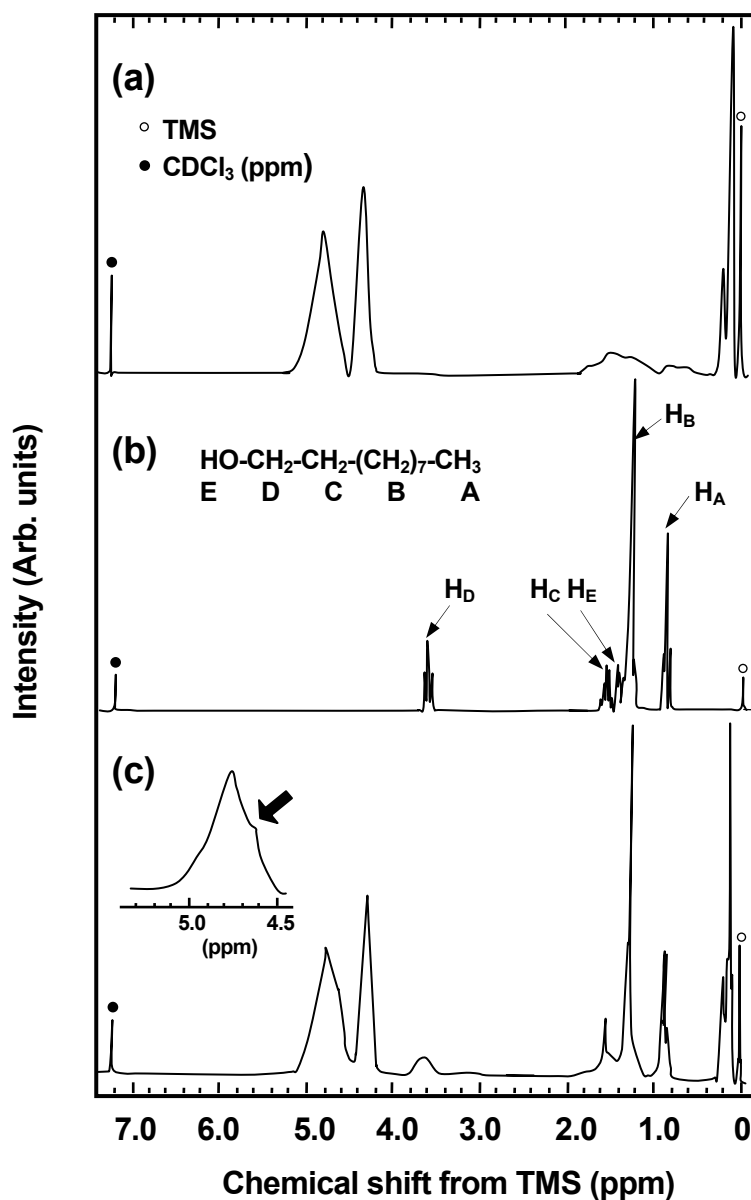 (a)
○ TMS
● CDCl₃ (ppm)
(b)
HO-CH₂-CH₂-(CH₂)₇-CH₃
E D C B A
H_B
H_A
H_D
H_C H_E
(c)
5.0 4.5
(ppm)
Intensity (Arb. units)
7.0 6.0 5.0 4.0 3.0 2.0 1.0 0
Chemical shift from TMS (ppm)